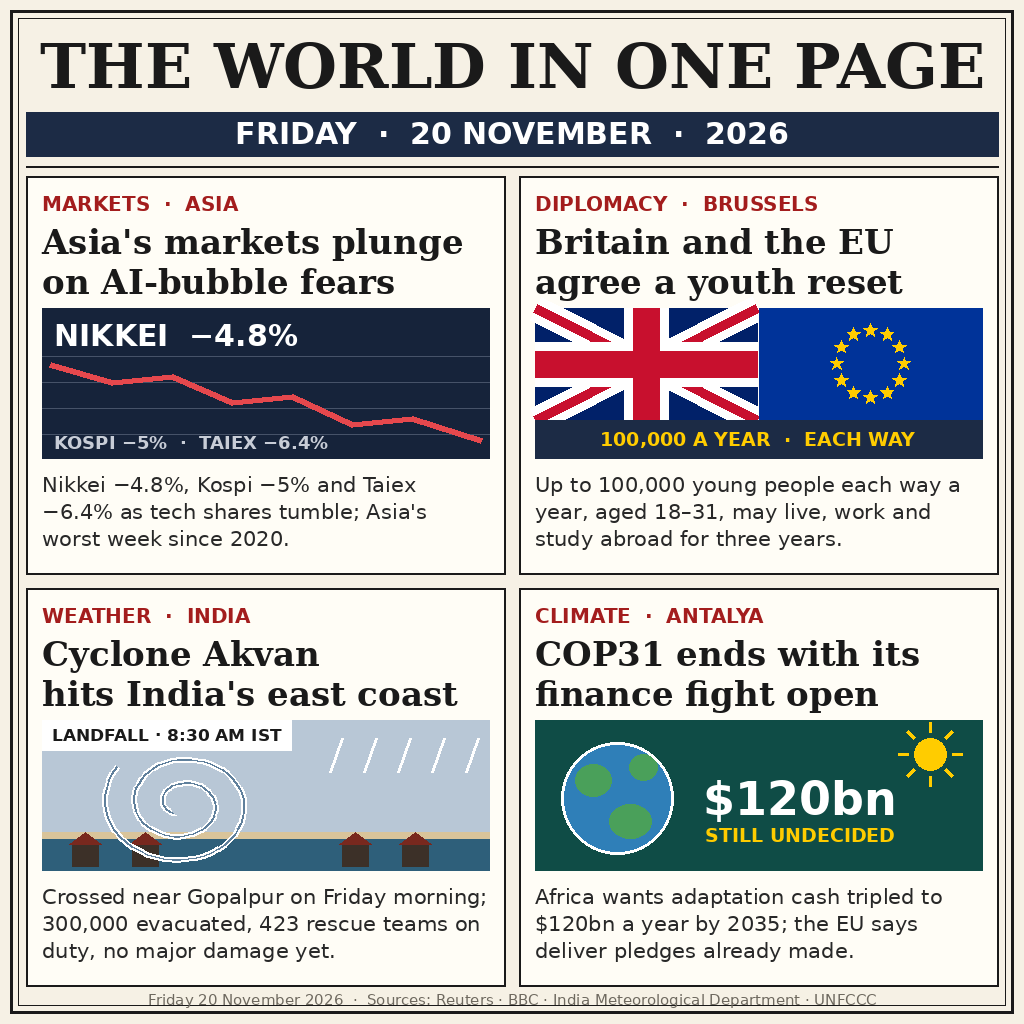 THE WORLD IN ONE PAGE
FRIDAY · 20 NOVEMBER · 2026
MARKETS · ASIA
Asia's markets plunge
on AI-bubble fears
NIKKEI −4.8%
KOSPI −5% · TAIEX −6.4%
Nikkei −4.8%, Kospi −5% and Taiex
−6.4% as tech shares tumble; Asia's
worst week since 2020.
DIPLOMACY · BRUSSELS
Britain and the EU
agree a youth reset
100,000 A YEAR · EACH WAY
Up to 100,000 young people each way a
year, aged 18–31, may live, work and
study abroad for three years.
WEATHER · INDIA
Cyclone Akvan
hits India's east coast
LANDFALL · 8:30 AM IST
Crossed near Gopalpur on Friday morning;
300,000 evacuated, 423 rescue teams on
duty, no major damage yet.
CLIMATE · ANTALYA
COP31 ends with its
finance fight open
$120bn
STILL UNDECIDED
Africa wants adaptation cash tripled to
$120bn a year by 2035; the EU says
deliver pledges already made.
Friday 20 November 2026 · Sources: Reuters · BBC · India Meteorological Department · UNFCCC